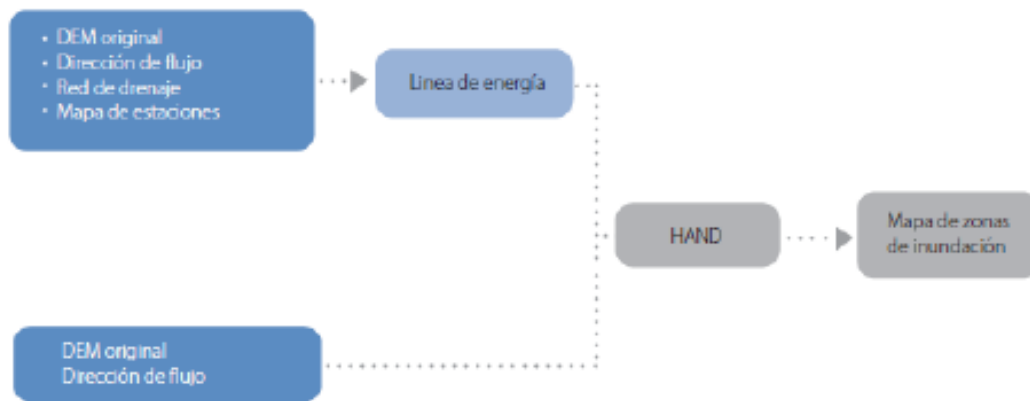 • DEM original
• Dirección de flujo
• Red de drenaje
• Mapa de estaciones
Linea de energía
HAND
Mapa de zonas
de inundación
DEM original
Dirección de flujo